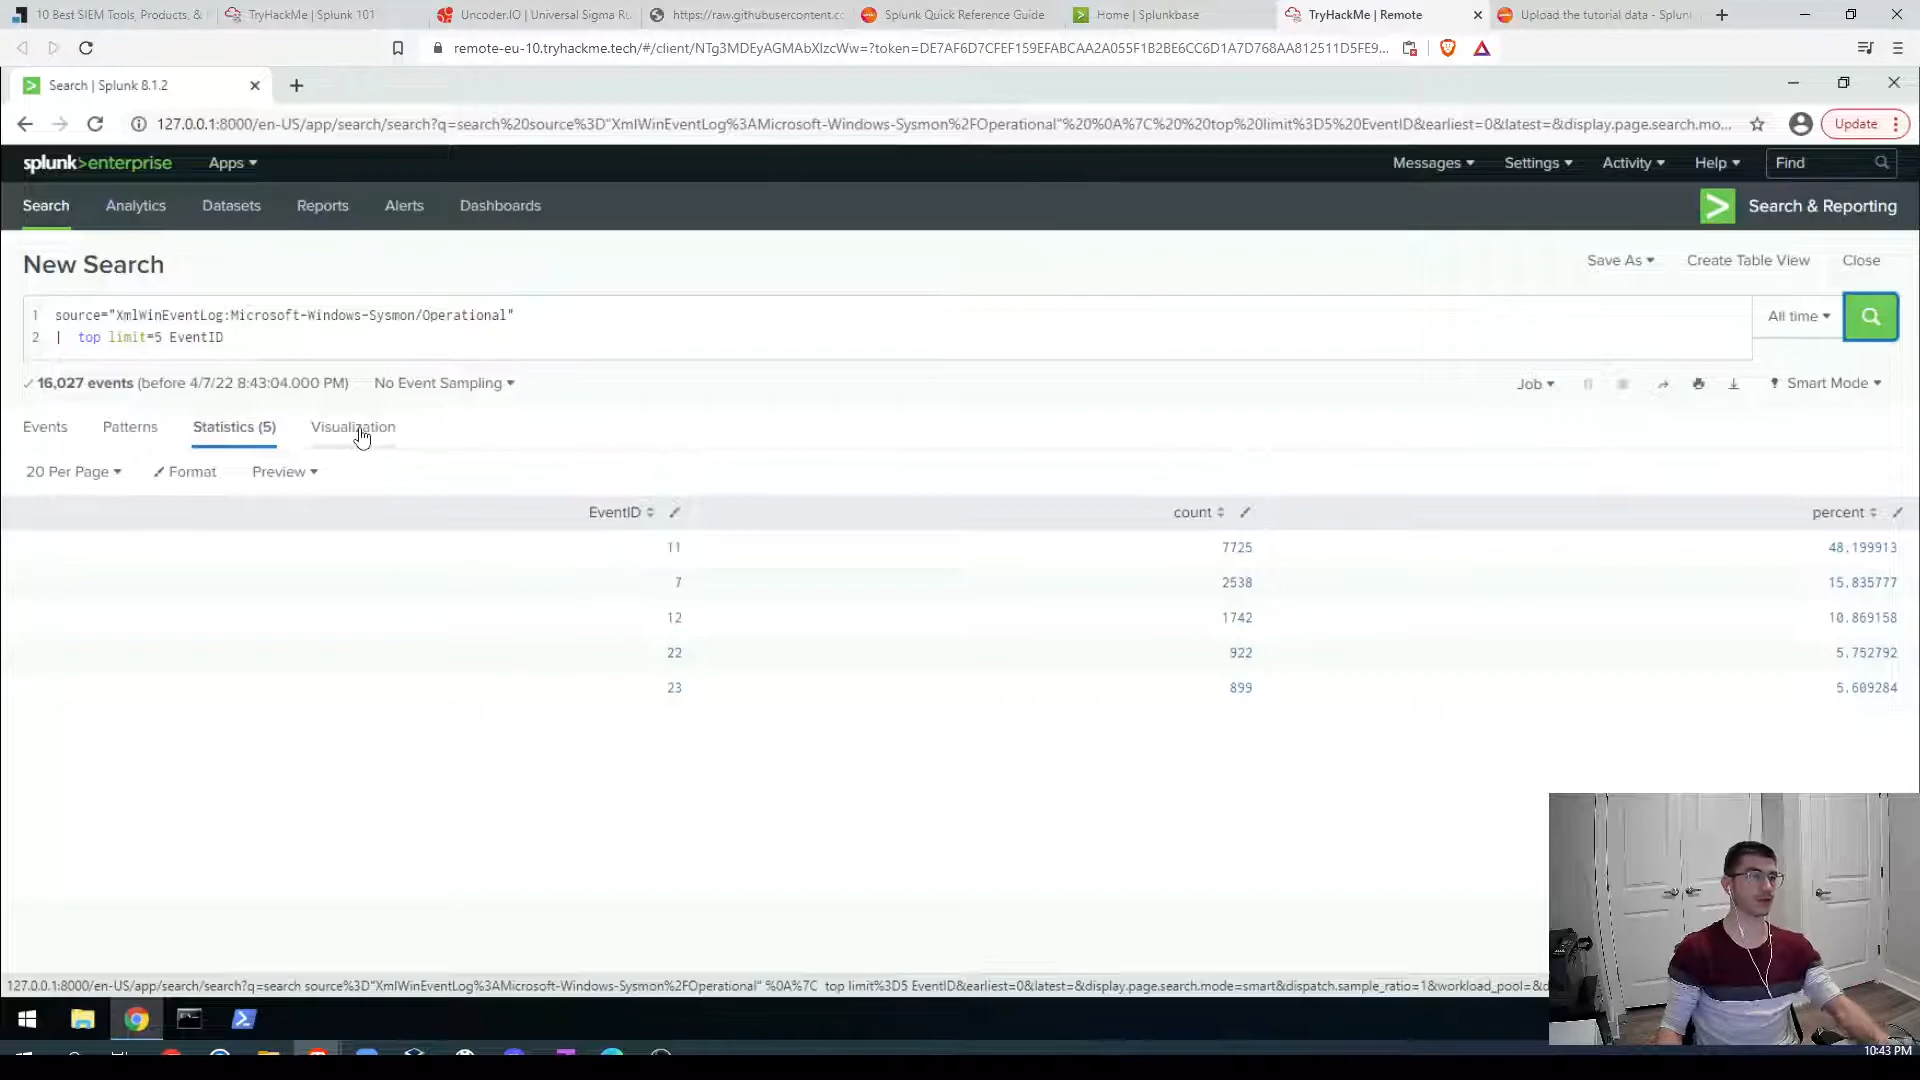 10 Best SIEM Tools, Products, &
TryHackMe | Splunk 101
Uncoder.IO | Universal Sigma Ru
https://raw.githubusercontent.cc
Splunk Quick Reference Guide
Home | Splunkbase
TryHackMe | Remote
Upload the tutorial data - Splun
remote-eu-10.tryhackme.tech/#/client/NTg3MDEyAGMAbXlzcWw=?token=DE7AF6D7CFEF159EFABCAA2A055F1B2BE6CC6D1A7D768AA812511D5FE9...
Search | Splunk 8.1.2
127.0.0.1:8000/en-US/app/search/search?q=search%20source%3D"XmlWinEventLog%3AMicrosoft-Windows-Sysmon%2FOperational"%20%0A%7C%20%20top%20limit%3D5%20EventID&earliest=0&latest=&display.page.search.mo...
Update
splunk>enterprise Apps
Messages Settings Activity Help Find
Search Analytics Datasets Reports Alerts Dashboards
Search & Reporting
New Search
Save As Create Table View Close
1 source="XmlWinEventLog:Microsoft-Windows-Sysmon/Operational"
2 | top limit=5 EventID
All time
✓ 16,027 events (before 4/7/22 8:43:04.000 PM) No Event Sampling
Job Smart Mode
Events Patterns Statistics (5) Visualization
20 Per Page Format Preview
EventID count percent
11 7725 48.199913
7 2538 15.835777
12 1742 10.869158
22 922 5.752792
23 899 5.609284
127.0.0.1:8000/en-US/app/search/search?q=search source%3D"XmlWinEventLog%3AMicrosoft-Windows-Sysmon%2FOperational" %0A%7C top limit%3D5 EventID&earliest=0&latest=&display.page.search.mode=smart&dispatch.sample_ratio=1&workload_pool=&d
10:43 PM